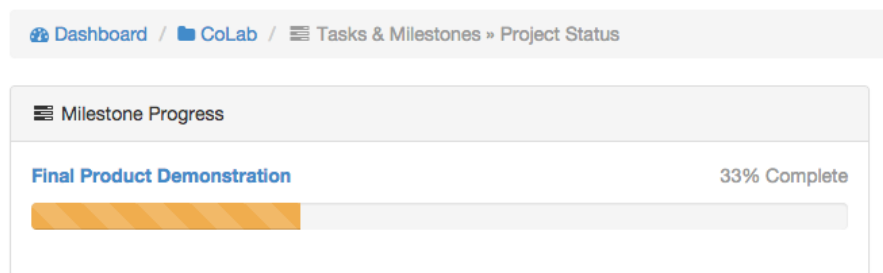 Dashboard / CoLab / Tasks & Milestones » Project Status
Milestone Progress
Final Product Demonstration 33% Complete